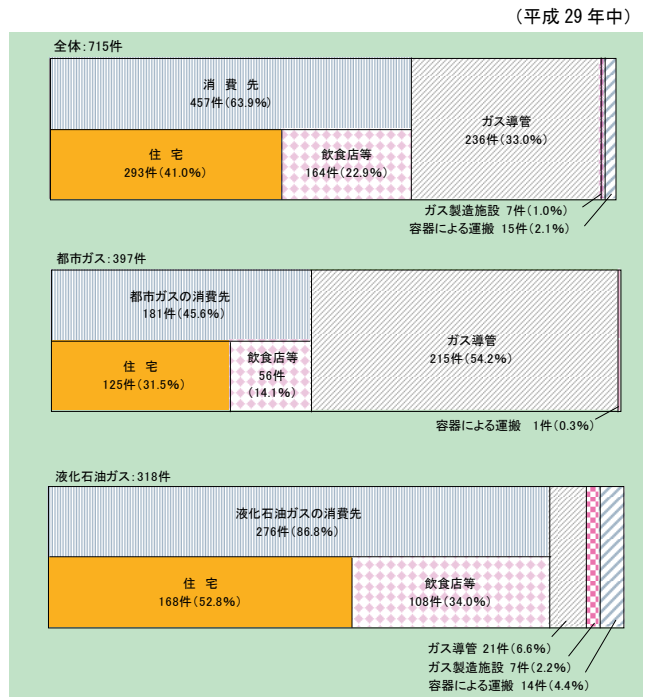 (平成 29 年中)
全体:715件
消 費 先
457件(63.9%)
ガス導管
236件(33.0%)
住 宅
293件(41.0%)
飲食店等
164件(22.9%)
ガス製造施設 7件(1.0%)
容器による運搬 15件(2.1%)
都市ガス:397件
都市ガスの消費先
181件(45.6%)
ガス導管
215件(54.2%)
住 宅
125件(31.5%)
飲食店等
56件
(14.1%)
容器による運搬 1件(0.3%)
液化石油ガス:318件
液化石油ガスの消費先
276件(86.8%)
住 宅
168件(52.8%)
飲食店等
108件(34.0%)
ガス導管 21件(6.6%)
ガス製造施設 7件(2.2%)
容器による運搬 14件(4.4%)